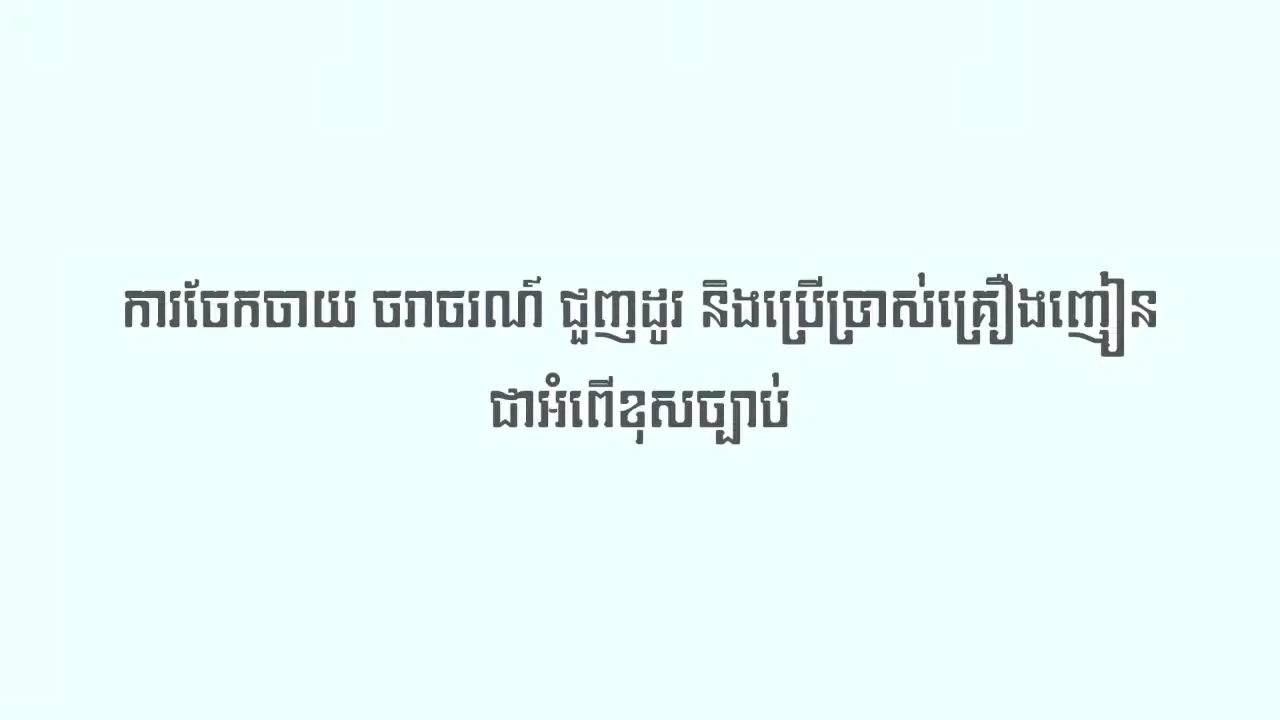 ការចែកចាយ ចរាចរណ៍ ជួញដូរ និងប្រើប្រាស់គ្រឿងញៀន
ជាអំពើខុសច្បាប់